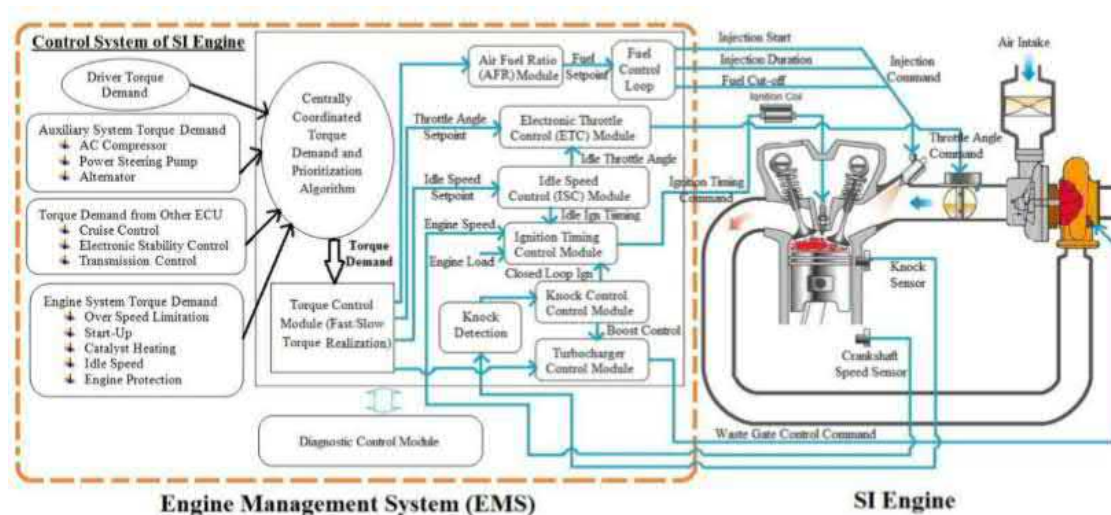 Control System of SI Engine
Driver Torque
Demand
Auxiliary System Torque Demand
AC Compressor
Power Steering Pump
Alternator
Torque Demand from Other ECU
Cruise Control
Electronic Stability Control
Transmission Control
Engine System Torque Demand
Over Speed Limitation
Start-Up
Catalyst Heating
Idle Speed
Engine Protection
Centrally
Coordinated
Torque
Demand and
Prioritization
Algorithm
Torque
Demand
Torque Control
Module (Fast/Slow
Torque Realization)
Diagnostic Control Module
Air Fuel Ratio
(AFR) Module
Fuel
Setpoint
Fuel
Control
Loop
Throttle Angle
Setpoint
Electronic Throttle
Control (ETC) Module
Idle Throttle Angle
Idle Speed
Setpoint
Idle Speed
Control (ISC) Module
Idle Ign Timing
Engine Speed
Engine Load
Ignition Timing
Control Module
Closed Loop Ign
Knock
Detection
Knock Control
Control Module
Boost Control
Turbocharger
Control Module
Injection Start
Injection Duration
Fuel Cut-off
Injection
Command
Ignition Coil
Air Intake
Throttle Angle
Command
Ignition Timing
Command
Knock
Sensor
Crankshaft
Speed Sensor
Waste Gate Control Command
Engine Management System (EMS)
SI Engine